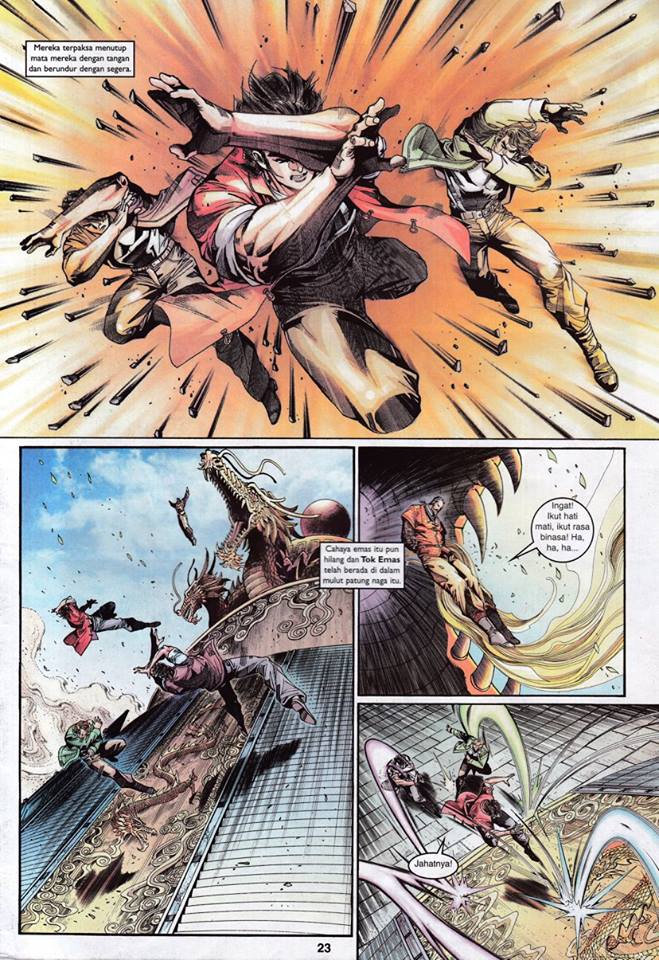 Mereka terpaksa menutup
mata mereka dengan tangan
dan berundur dengan segera.
Cahaya emas itu pun
hilang dan Tok Emas
telah berada di dalam
mulut patung naga itu.
Ingat!
Ikut hati
mati, ikut rasa
binasa! Ha,
ha, ha...
Jahatnya!
23